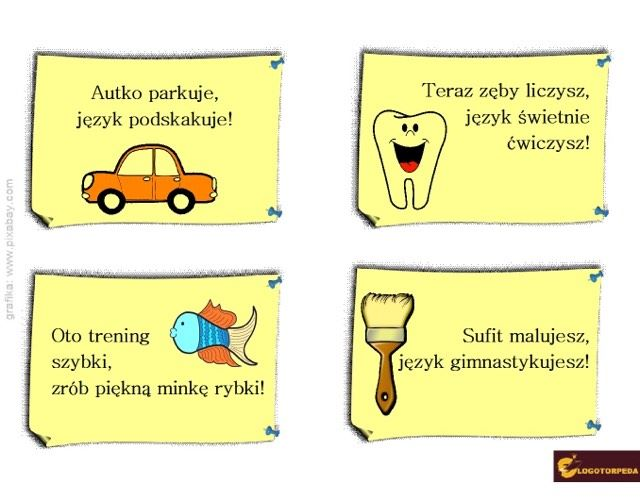 Autko parkuje,
język podskakuje!
Teraz zęby liczysz,
język świetnie
ćwiczysz!
grafika: www.pixabay.com
Oto trening
szybki,
zrób piękną minkę rybki!
Sufit malujesz,
język gimnastykujesz!
LOGOTORPEDA